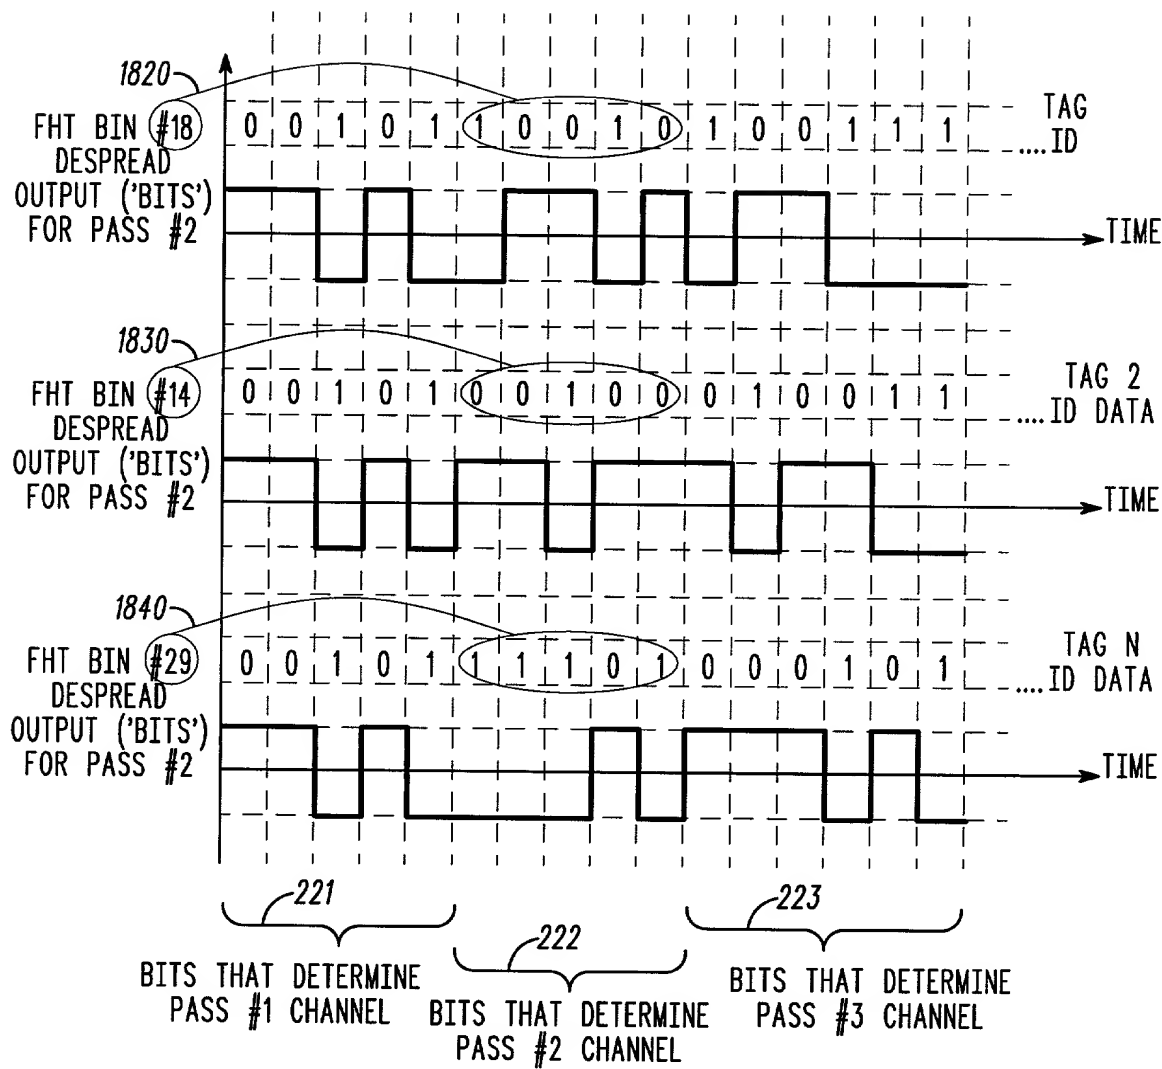 1820
FHT BIN #18 0 0 1 0 1 1 0 0 1 0 1 0 0 1 1 1 TAG
DESPREAD ....ID
OUTPUT ('BITS')
FOR PASS #2
TIME
1830
FHT BIN #14 0 0 1 0 1 0 0 1 0 0 0 1 0 0 1 1 TAG 2
DESPREAD ....ID DATA
OUTPUT ('BITS')
FOR PASS #2
TIME
1840
FHT BIN #29 0 0 1 0 1 1 1 1 0 1 0 0 0 1 0 1 TAG N
DESPREAD ....ID DATA
OUTPUT ('BITS')
FOR PASS #2
TIME
221
BITS THAT DETERMINE
PASS #1 CHANNEL
222
BITS THAT DETERMINE
PASS #2 CHANNEL
223
BITS THAT DETERMINE
PASS #3 CHANNEL